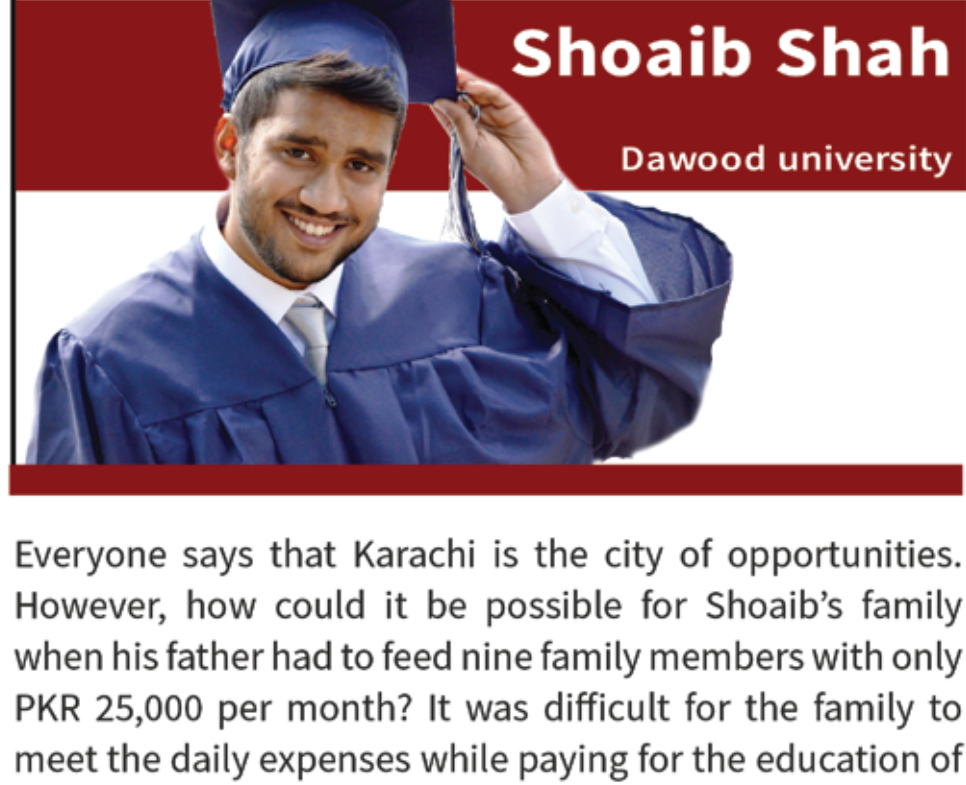 Shoaib Shah
Dawood university
Everyone says that Karachi is the city of opportunities.
However, how could it be possible for Shoaib’s family
when his father had to feed nine family members with only
PKR 25,000 per month? It was difficult for the family to
meet the daily expenses while paying for the education of